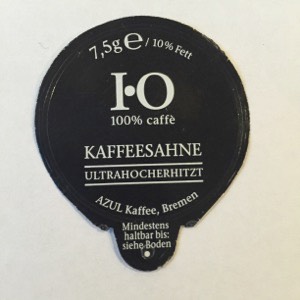 7,5g ℮ / 10% Fett
I·O
100% caffè
KAFFEESAHNE
ULTRAHOCHERHITZT
AZUL Kaffee, Bremen
Mindestens
haltbar bis:
siehe Boden